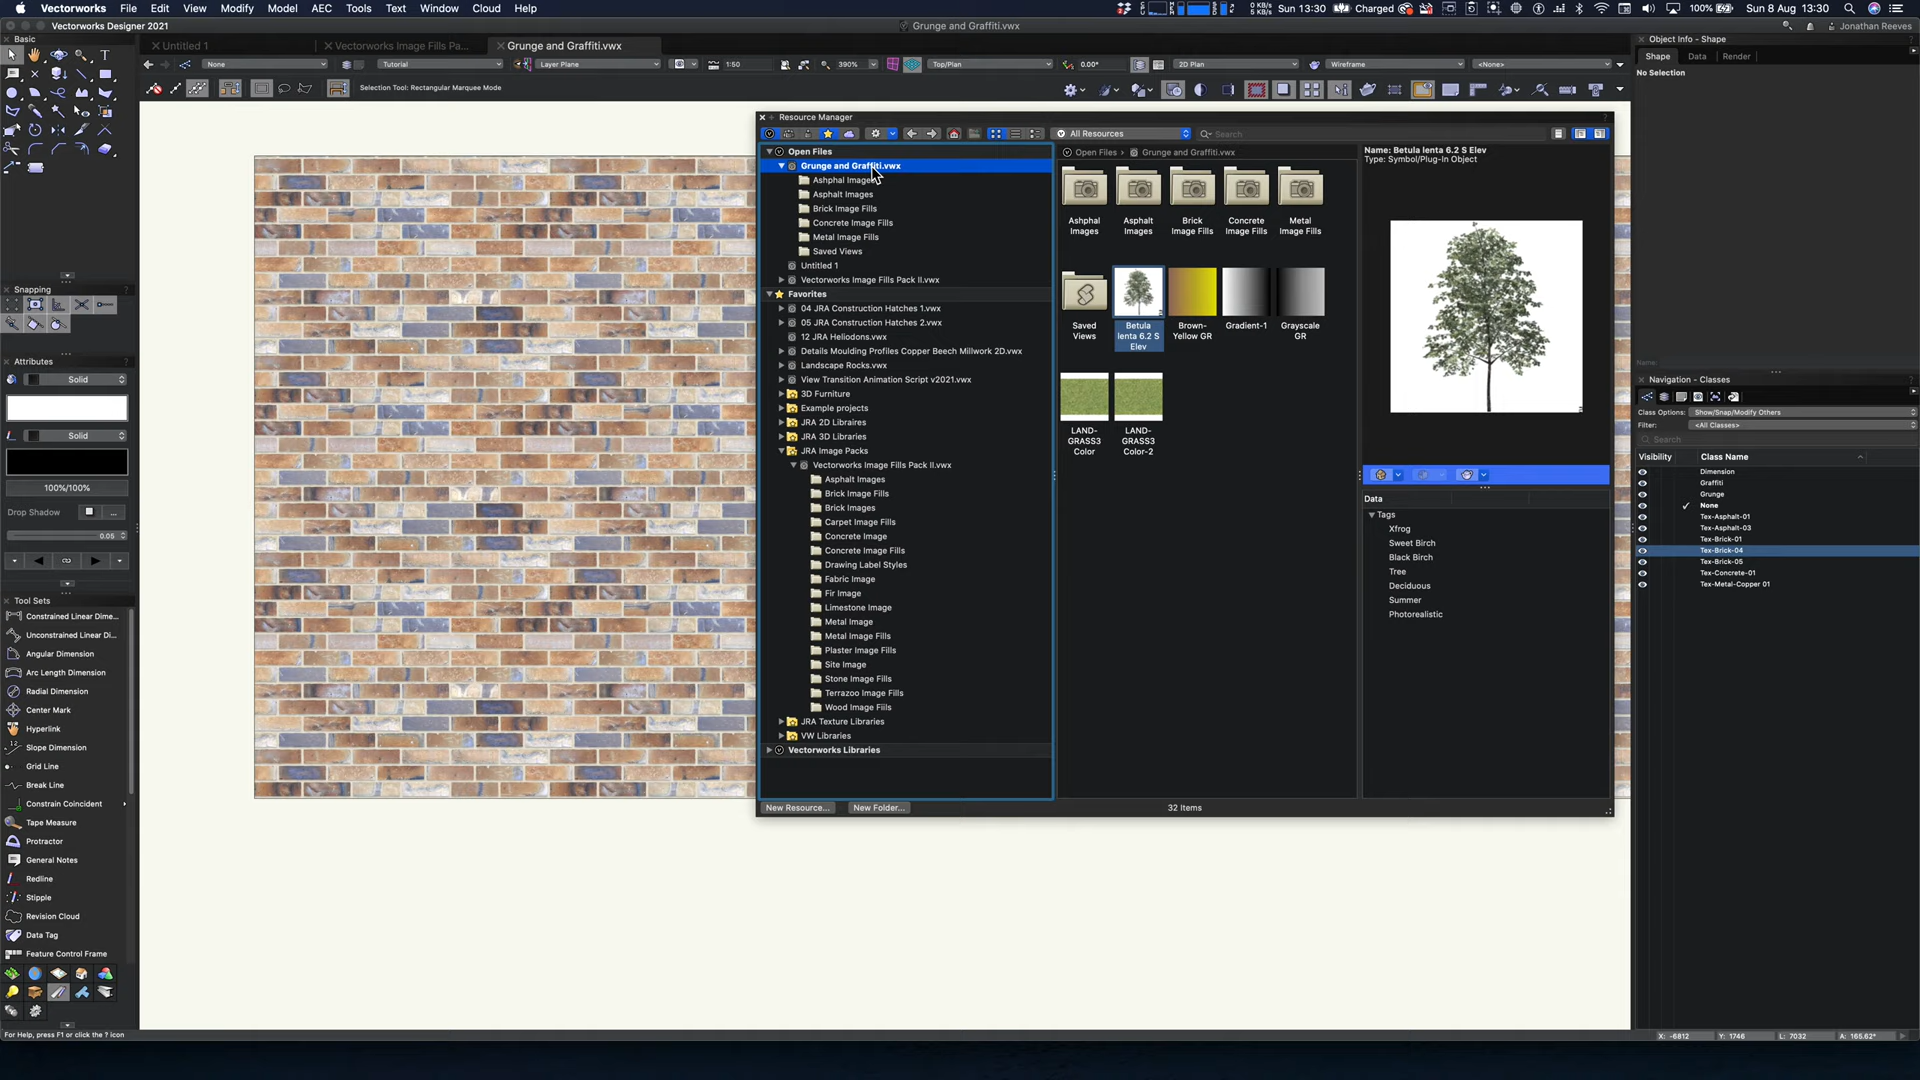 Vectorworks File Edit View Modify Model AEC Tools Text Window Cloud Help
0 KB/s 0 KB/s Sun 13:30 Charged 100% Sun 8 Aug 13:30
Vectorworks Designer 2021 Grunge and Graffiti.vwx Jonathan Reeves
Basic
Untitled 1
Vectorworks Image Fills Pa...
Grunge and Graffiti.vwx
None Tutorial Layer Plane 1:50 390% Top/Plan 0.00° 2D Plan Wireframe <None>
Selection Tool: Rectangular Marquee Mode
Snapping
Attributes
Solid
Solid
100%/100%
Drop Shadow ...
0.05
Tool Sets
Constrained Linear Dime...
Unconstrained Linear Di...
Angular Dimension
Arc Length Dimension
Radial Dimension
Center Mark
Hyperlink
Slope Dimension
Grid Line
Break Line
Constrain Coincident
Tape Measure
Protractor
General Notes
Redline
Stipple
Revision Cloud
Data Tag
Feature Control Frame
For Help, press F1 or click the ? icon
Resource Manager
All Resources
Search
Open Files
Grunge and Graffiti.vwx
Ashphal Images
Asphalt Images
Brick Image Fills
Concrete Image Fills
Metal Image Fills
Saved Views
Untitled 1
Vectorworks Image Fills Pack II.vwx
Favorites
04 JRA Construction Hatches 1.vwx
05 JRA Construction Hatches 2.vwx
12 JRA Heliodons.vwx
Details Moulding Profiles Copper Beech Millwork 2D.vwx
Landscape Rocks.vwx
View Transition Animation Script v2021.vwx
3D Furniture
Example projects
JRA 2D Libraires
JRA 3D Libraries
JRA Image Packs
Vectorworks Image Fills Pack II.vwx
Asphalt Images
Brick Image Fills
Brick Images
Carpet Image Fills
Concrete Image
Concrete Image Fills
Drawing Label Styles
Fabric Image
Fir Image
Limestone Image
Metal Image
Metal Image Fills
Plaster Image Fills
Site Image
Stone Image Fills
Terrazoo Image Fills
Wood Image Fills
JRA Texture Libraries
VW Libraries
Vectorworks Libraries
New Resource...
New Folder...
Open Files › Grunge and Graffiti.vwx
Ashphal Images
Asphalt Images
Brick Image Fills
Concrete Image Fills
Metal Image Fills
Saved Views
Betula lenta 6.2 S Elev
Brown-Yellow GR
Gradient-1
Grayscale GR
LAND-GRASS3 Color
LAND-GRASS3 Color-2
32 Items
Name: Betula lenta 6.2 S Elev
Type: Symbol/Plug-In Object
Data
Tags
Xfrog
Sweet Birch
Black Birch
Tree
Deciduous
Summer
Photorealistic
Object Info - Shape
Shape Data Render
No Selection
Name:
Navigation - Classes
Class Options: Show/Snap/Modify Others
Filter: <All Classes>
Search
Visibility Class Name
Dimension
Graffiti
Grunge
None
Tex-Asphalt-01
Tex-Asphalt-03
Tex-Brick-01
Tex-Brick-04
Tex-Brick-05
Tex-Concrete-01
Tex-Metal-Copper 01
X: -6812 Y: 1746 L: 7032 A: 165.62°